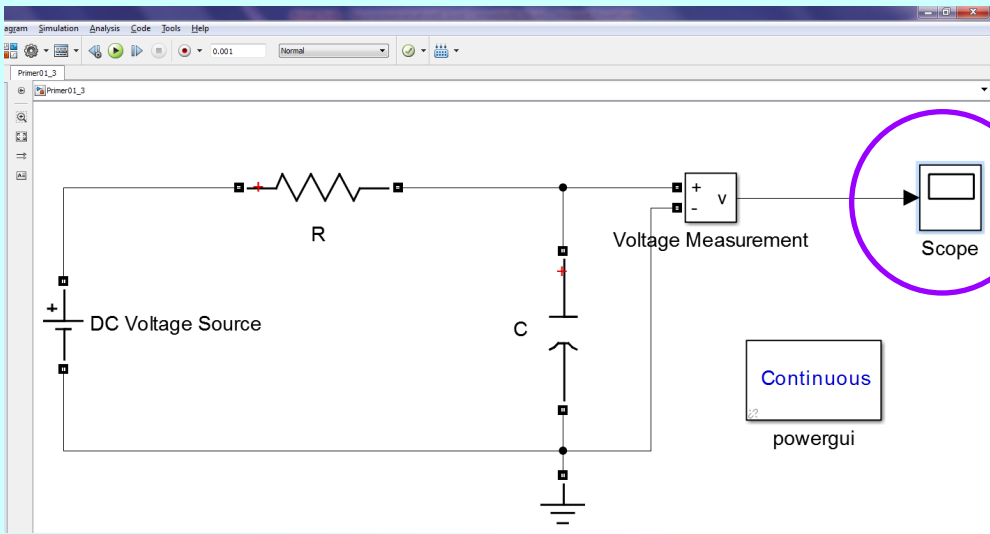 agram Simulation Analysis Code Tools Help
0.001 Normal
Primer01_3
Primer01_3
R
+
-
v
Voltage Measurement
Scope
+
DC Voltage Source
C
Continuous
powergui